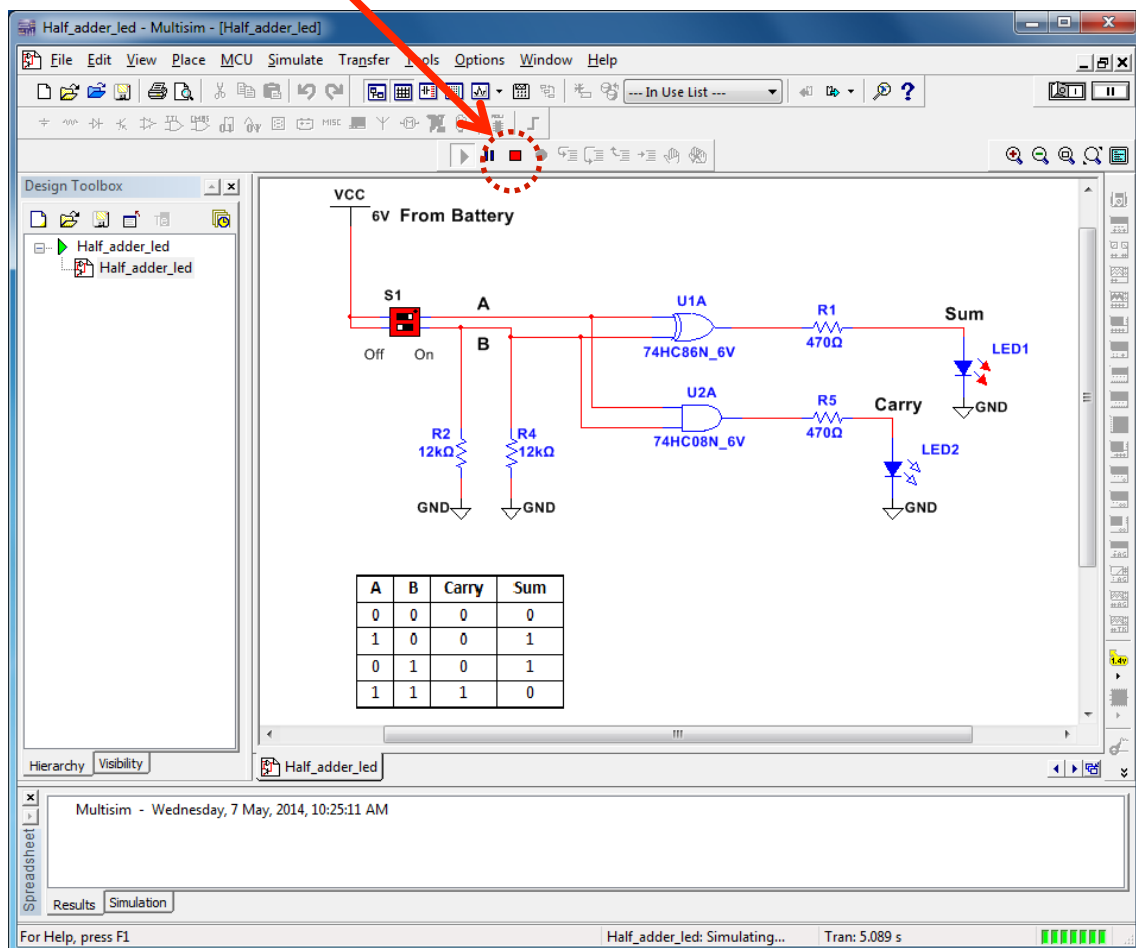 Half_adder_led - Multisim - [Half_adder_led]
File Edit View Place MCU Simulate Transfer Tools Options Window Help
--- In Use List ---
MISC
Design Toolbox
Half_adder_led
Half_adder_led
VCC
6V From Battery
S1
A
B
Off On
U1A
74HC86N_6V
R1
470Ω
Sum
LED1
GND
U2A
74HC08N_6V
R5
470Ω
Carry
LED2
GND
R2
12kΩ
R4
12kΩ
GND
GND
A B Carry Sum
0 0 0 0
1 0 0 1
0 1 0 1
1 1 1 0
1.4v
Hierarchy Visibility
Half_adder_led
Multisim - Wednesday, 7 May, 2014, 10:25:11 AM
Spreadsheet
Results Simulation
For Help, press F1
Half_adder_led: Simulating... Tran: 5.089 s